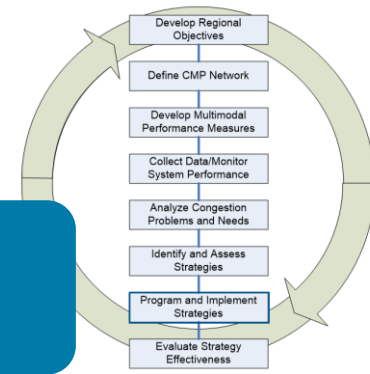 Develop Regional
Objectives
Define CMP Network
Develop Multimodal
Performance Measures
Collect Data/Monitor
System Performance
Analyze Congestion
Problems and Needs
Identify and Assess
Strategies
Program and Implement
Strategies
Evaluate Strategy
Effectiveness